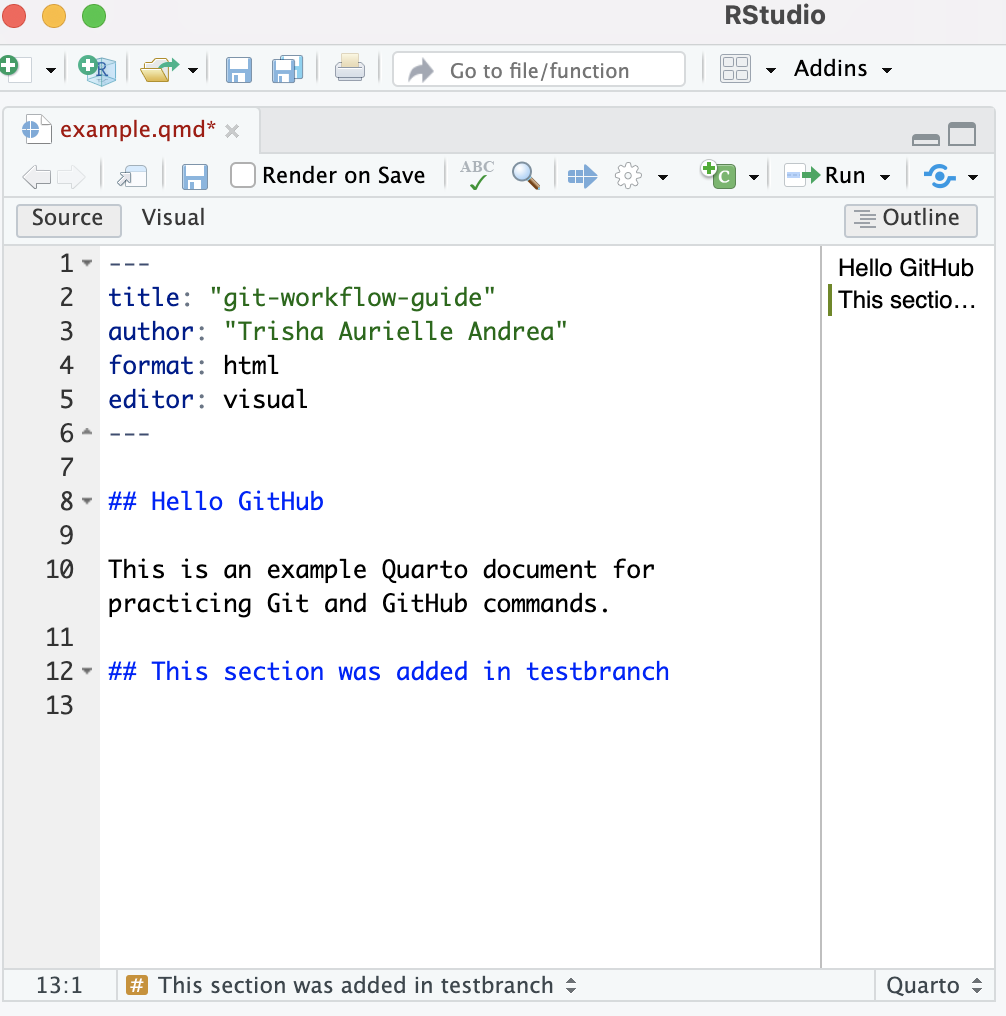 RStudio
Go to file/function
Addins
example.qmd*
Render on Save
ABC
C
Run
Source
Visual
Outline
1 ---
2 title: "git-workflow-guide"
3 author: "Trisha Aurielle Andrea"
4 format: html
5 editor: visual
6 ---
7
8 ## Hello GitHub
9
10 This is an example Quarto document for
practicing Git and GitHub commands.
11
12 ## This section was added in testbranch
13
Hello GitHub
This sectio…
13:1
# This section was added in testbranch
Quarto